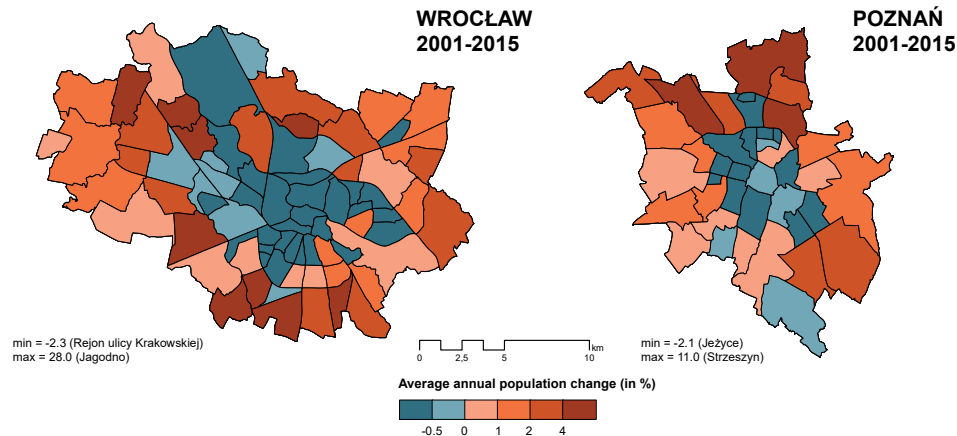 WROCŁAW
2001-2015
POZNAŃ
2001-2015
min = -2.3 (Rejon ulicy Krakowskiej)
max = 28.0 (Jagodno)
0 2,5 5 10 km
min = -2.1 (Jeżyce)
max = 11.0 (Strzeszyn)
Average annual population change (in %)
-0.5 0 1 2 4